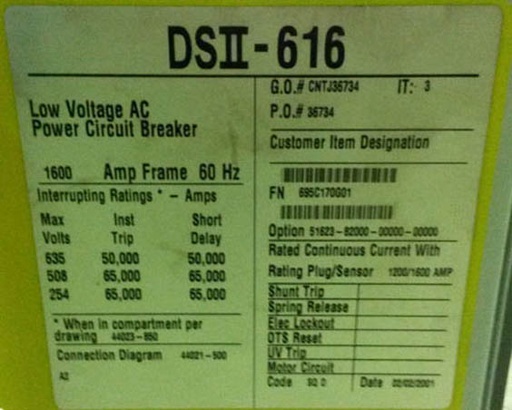 DSII-616
Low Voltage AC
Power Circuit Breaker
1600 Amp Frame 60 Hz
Interrupting Ratings * - Amps
Max Inst Short
Volts Trip Delay
635 50,000 50,000
508 65,000 65,000
254 65,000 65,000
* When in compartment per
drawing 44023-850
Connection Diagram 44021-500
A2
G.O.# CNTJ36734 IT: 3
P.O.# 36734
Customer Item Designation
FN 695C170G01
Option 51623-82000-00000-00000
Rated Continuous Current With
Rating Plug/Sensor 1200/1600 AMP
Shunt Trip
Spring Release
Elec Lockout
OTS Reset
UV Trip
Motor Circuit
Code SQ D Date 02/02/2001